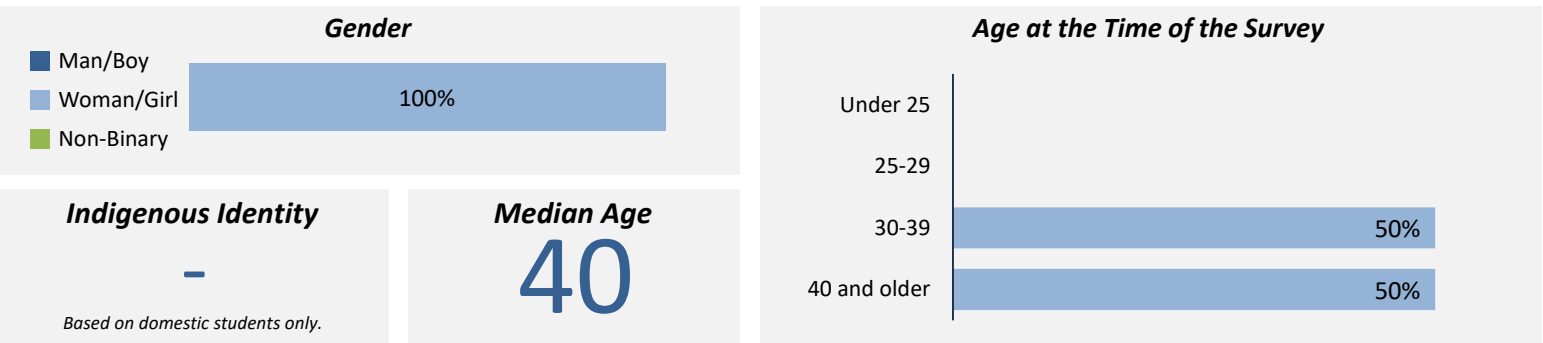 Gender
Man/Boy
Woman/Girl
Non-Binary
100%
Indigenous Identity
-
Based on domestic students only.
Median Age
40
Age at the Time of the Survey
Under 25
25-29
30-39
50%
40 and older
50%